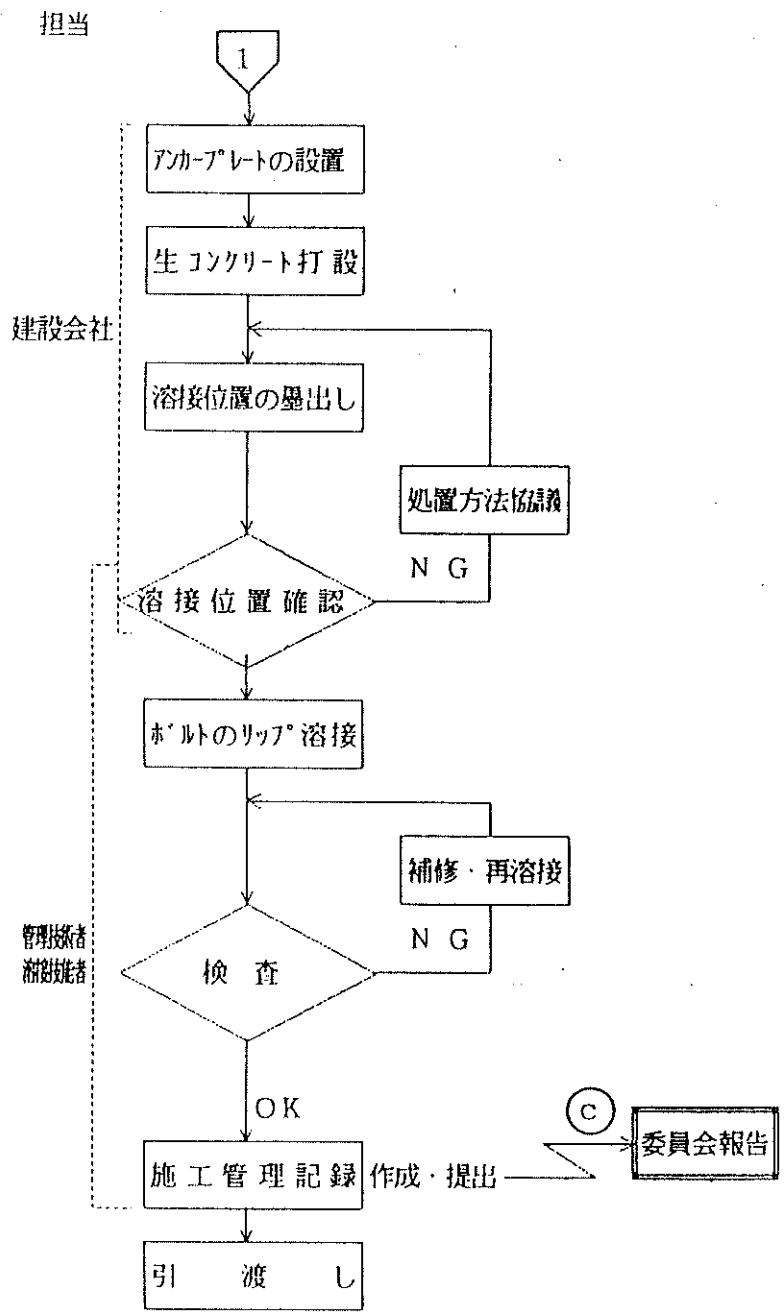 担当
1
アンカープレートの設置
生コンクリート打設
建設会社
溶接位置の墨出し
処置方法協議
NG
溶接位置確認
ボルトのリップ溶接
補修・再溶接
NG
管理技術者
溶接技能者
検査
OK
C
委員会報告
施工管理記録 作成・提出
引渡し